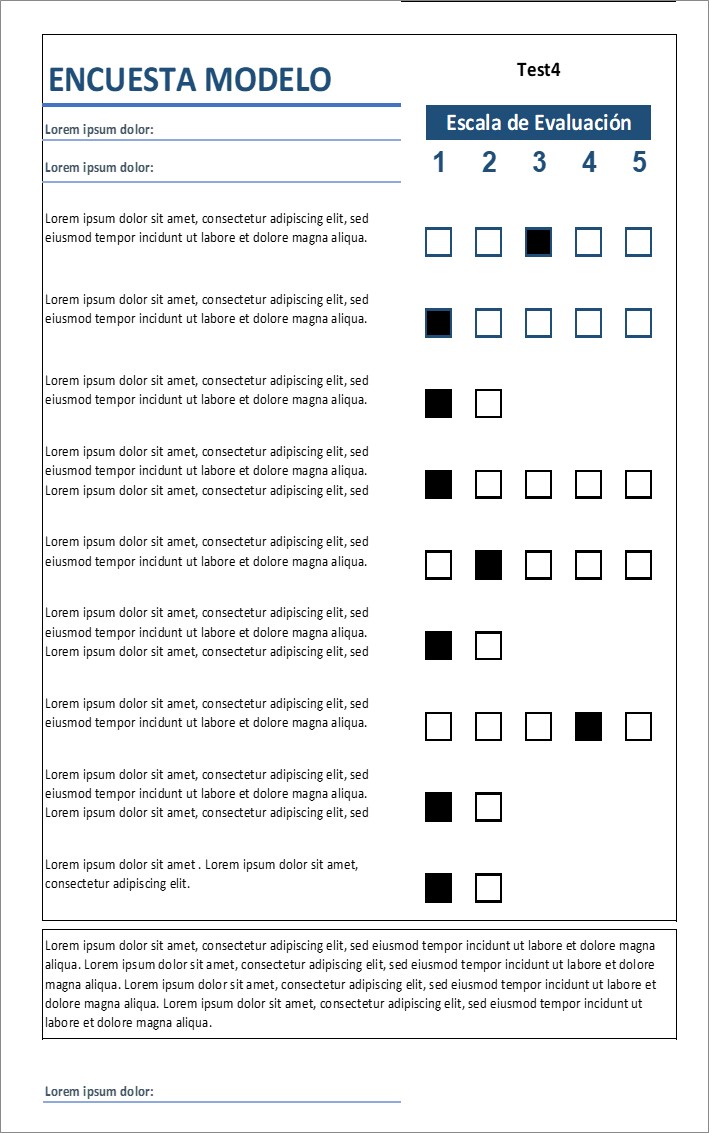 ENCUESTA MODELO
Test4
Lorem ipsum dolor:
Escala de Evaluación
Lorem ipsum dolor:
1 2 3 4 5
Lorem ipsum dolor sit amet, consectetur adipiscing elit, sed
eiusmod tempor incidunt ut labore et dolore magna aliqua.
Lorem ipsum dolor sit amet, consectetur adipiscing elit, sed
eiusmod tempor incidunt ut labore et dolore magna aliqua.
Lorem ipsum dolor sit amet, consectetur adipiscing elit, sed
eiusmod tempor incidunt ut labore et dolore magna aliqua.
Lorem ipsum dolor sit amet, consectetur adipiscing elit, sed
eiusmod tempor incidunt ut labore et dolore magna aliqua.
Lorem ipsum dolor sit amet, consectetur adipiscing elit, sed
Lorem ipsum dolor sit amet, consectetur adipiscing elit, sed
eiusmod tempor incidunt ut labore et dolore magna aliqua.
Lorem ipsum dolor sit amet, consectetur adipiscing elit, sed
eiusmod tempor incidunt ut labore et dolore magna aliqua.
Lorem ipsum dolor sit amet, consectetur adipiscing elit, sed
Lorem ipsum dolor sit amet, consectetur adipiscing elit, sed
eiusmod tempor incidunt ut labore et dolore magna aliqua.
Lorem ipsum dolor sit amet, consectetur adipiscing elit, sed
eiusmod tempor incidunt ut labore et dolore magna aliqua.
Lorem ipsum dolor sit amet, consectetur adipiscing elit, sed
Lorem ipsum dolor sit amet . Lorem ipsum dolor sit amet,
consectetur adipiscing elit.
Lorem ipsum dolor sit amet, consectetur adipiscing elit, sed eiusmod tempor incidunt ut labore et dolore magna
aliqua. Lorem ipsum dolor sit amet, consectetur adipiscing elit, sed eiusmod tempor incidunt ut labore et dolore
magna aliqua. Lorem ipsum dolor sit amet, consectetur adipiscing elit, sed eiusmod tempor incidunt ut labore et
dolore magna aliqua. Lorem ipsum dolor sit amet, consectetur adipiscing elit, sed eiusmod tempor incidunt ut
labore et dolore magna aliqua.
Lorem ipsum dolor: